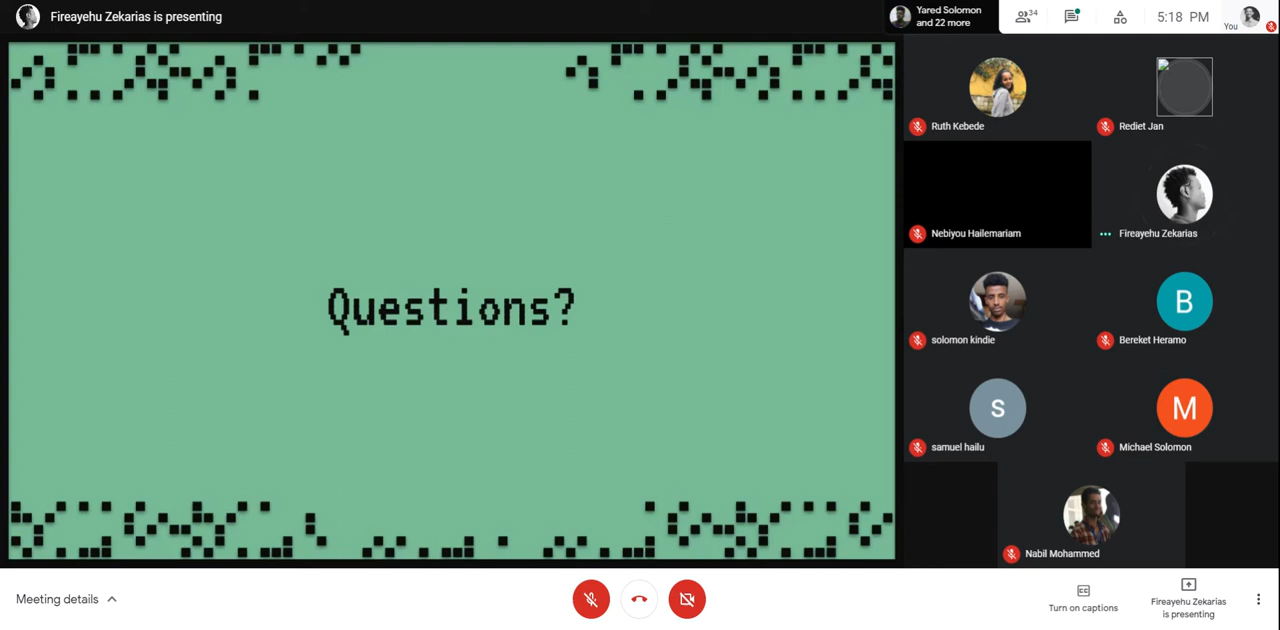 Fireayehu Zekarias is presenting
Yared Solomon
and 22 more
34
5:18 PM
You
Questions?
Ruth Kebede
Rediet Jan
Nebiyou Hailemariam
Fireayehu Zekarias
solomon kindie
B
Bereket Heramo
s
samuel hailu
M
Michael Solomon
Nabil Mohammed
Meeting details
CC
Turn on captions
Fireayehu Zekarias
is presenting